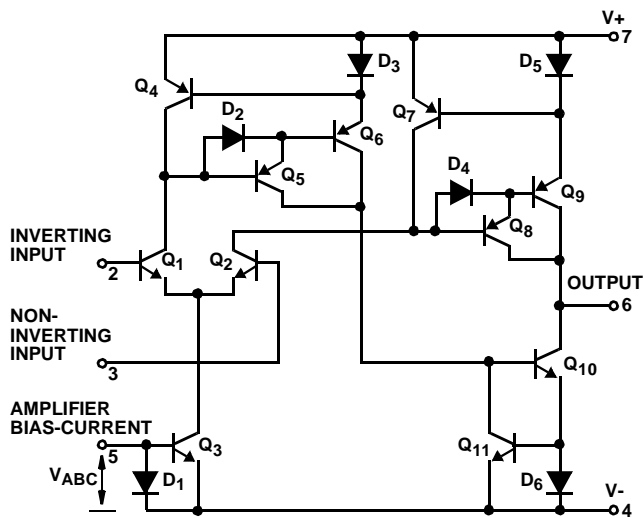 V+
7
D3
D5
Q4
D2
Q7
Q6
Q5
D4
Q9
Q8
INVERTING
INPUT
2
Q1
Q2
OUTPUT
6
NON-
INVERTING
INPUT
3
Q10
AMPLIFIER
BIAS-CURRENT
5
Q3
Q11
VABC
D1
D6
V-
4